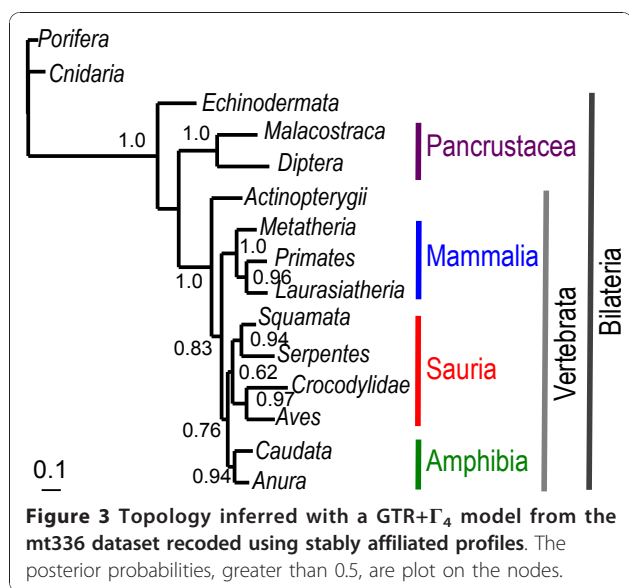 Porifera
Cnidaria
Echinodermata
1.0
1.0
Malacostraca
Diptera
Pancrustacea
Actinopterygii
Metatheria
1.0
Primates
Mammalia
1.0
0.96
Laurasiatheria
Squamata
0.83
0.94
Serpentes
0.62
Sauria
Crocodylidae
0.97
Aves
0.76
Caudata
0.94
Anura
Amphibia
Vertebrata
Bilateria
0.1
Figure 3 Topology inferred with a GTR+Γ₄ model from the
mt336 dataset recoded using stably affiliated profiles. The
posterior probabilities, greater than 0.5, are plot on the nodes.